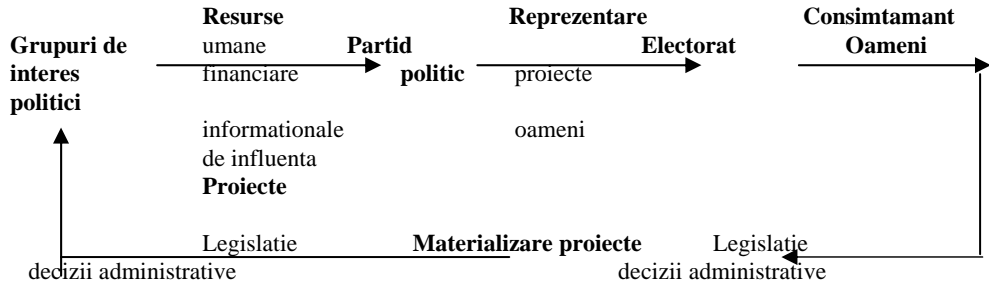 Resurse Reprezentare Consimtamant
Grupuri de umane Partid Electorat Oameni
interes financiare politic proiecte
politici
informationale oameni
de influenta
Proiecte
Legislatie Materializare proiecte Legislatie
decizii administrative decizii administrative